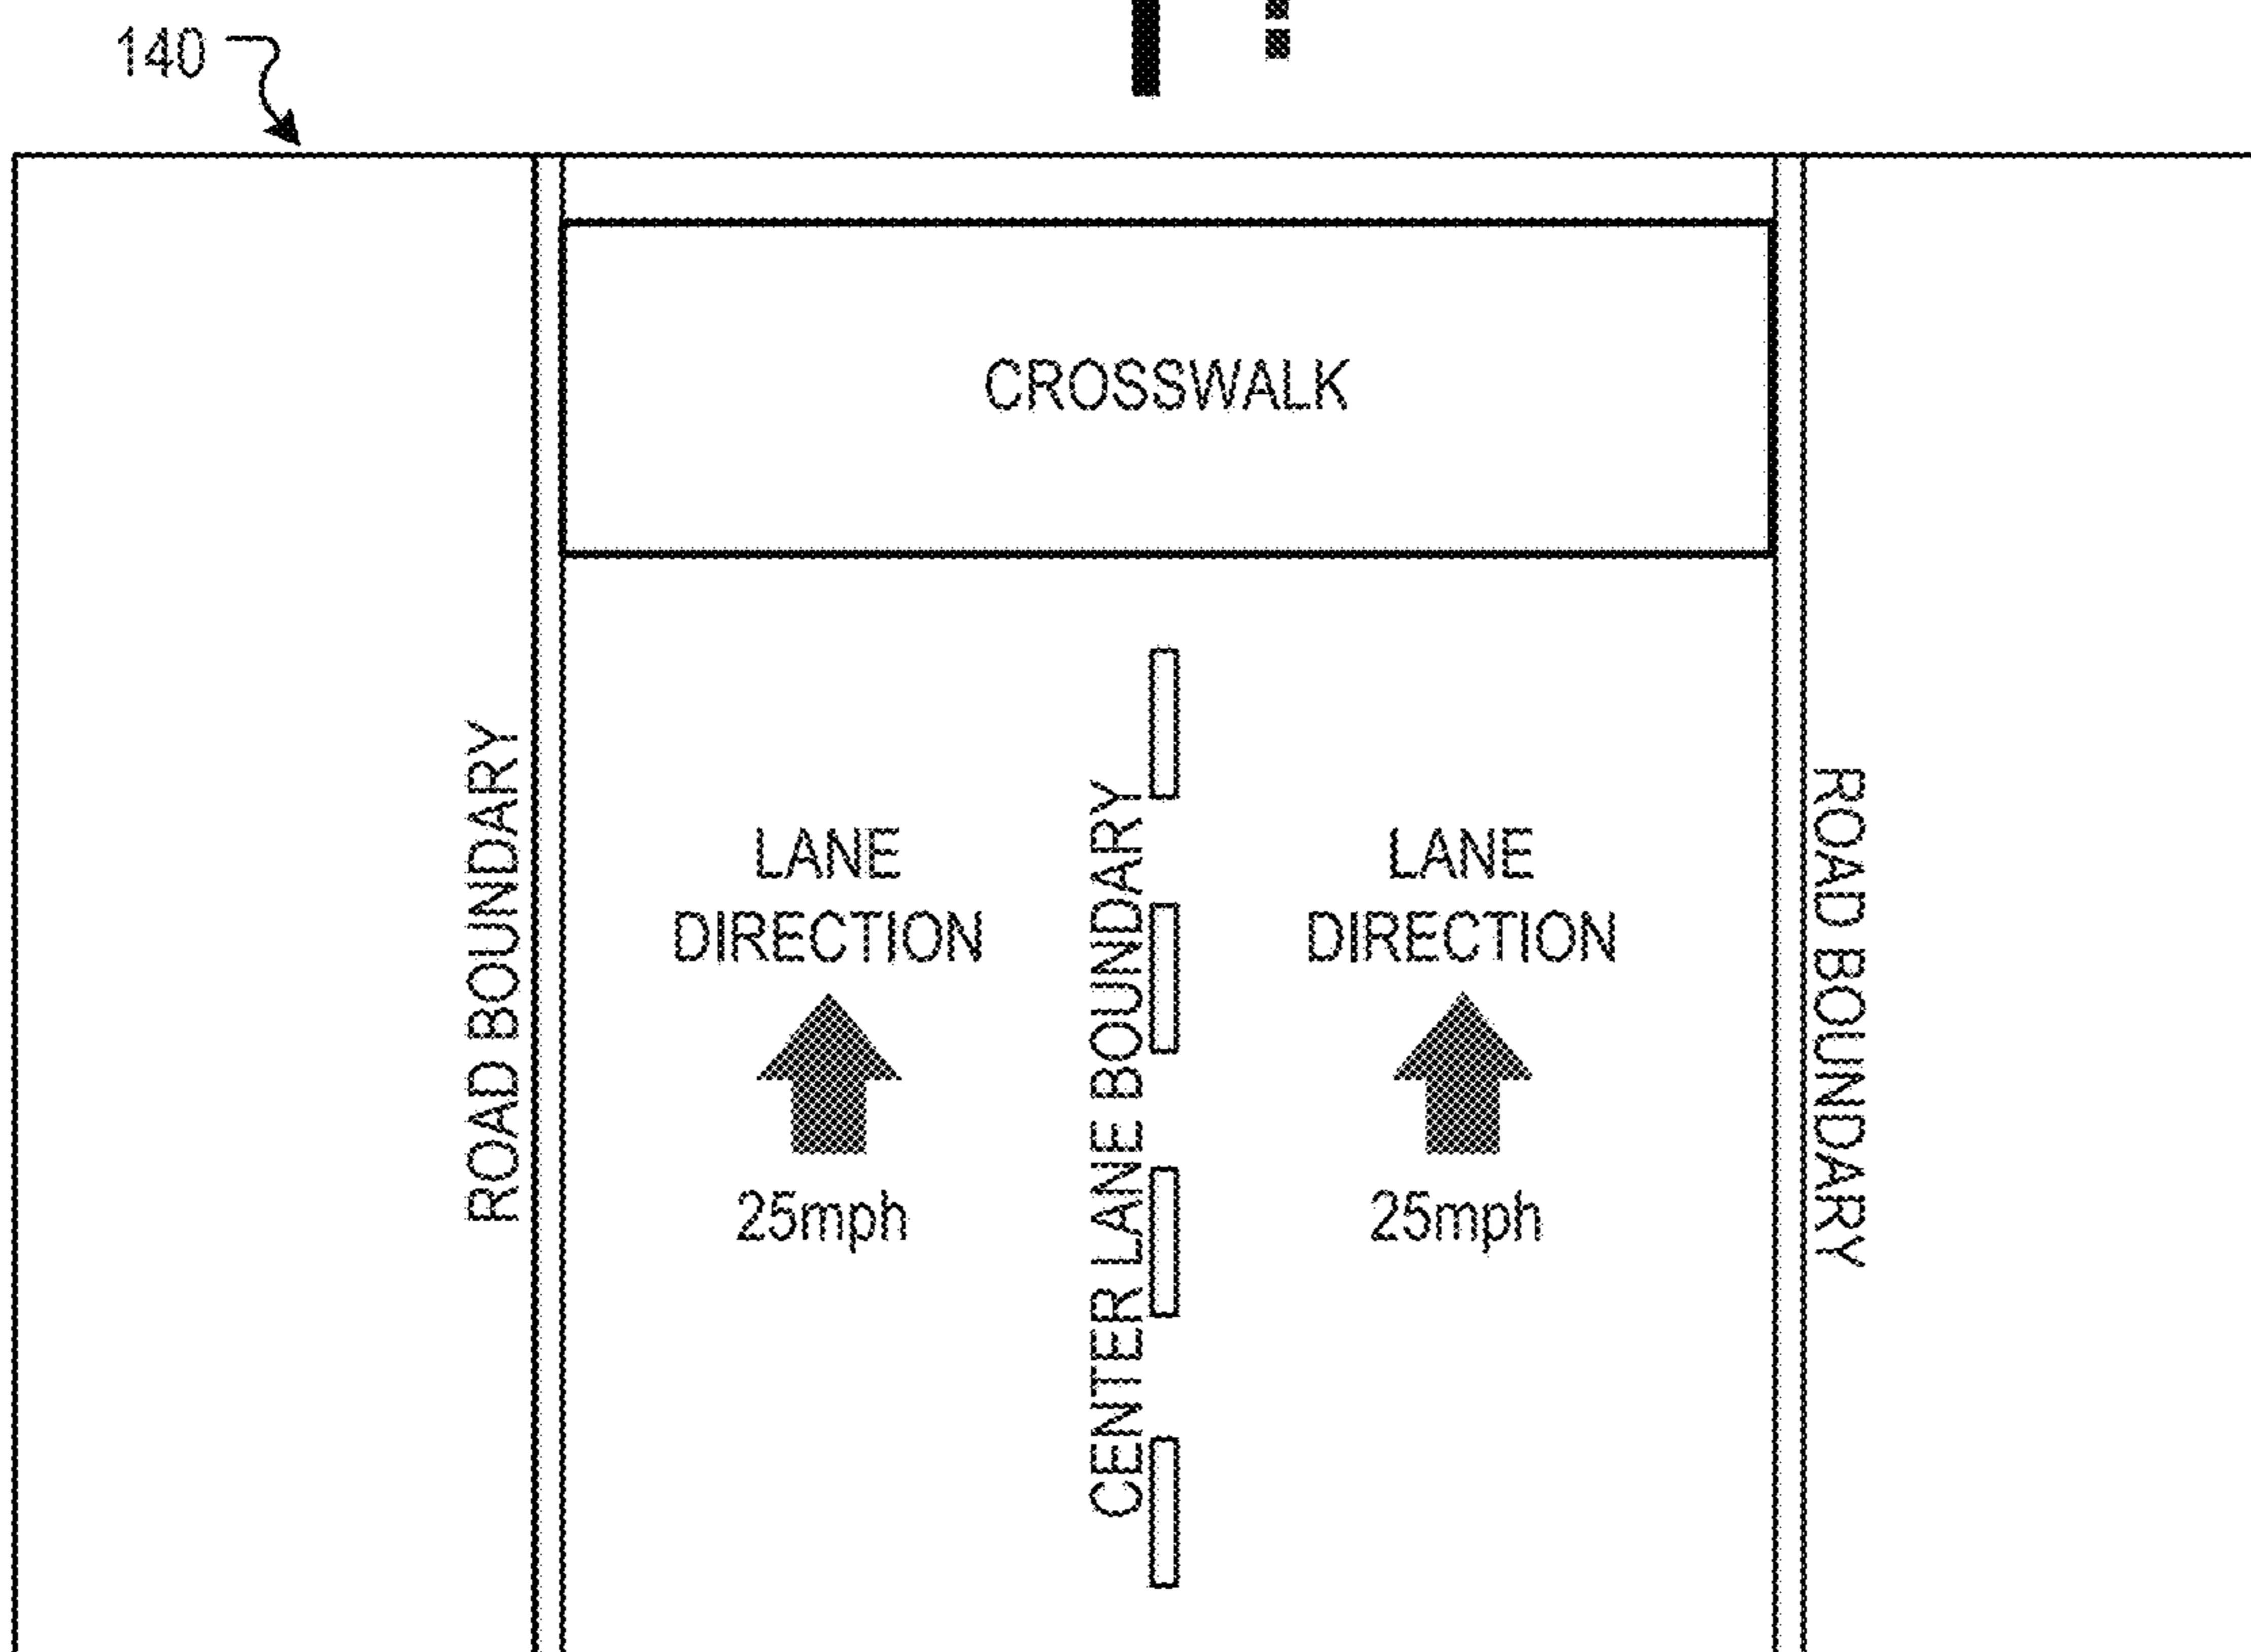 140
CROSSWALK
ROAD BOUNDARY
LANE
DIRECTION
25mph
CENTER LANE BOUNDARY
LANE
DIRECTION
25mph
ROAD BOUNDARY